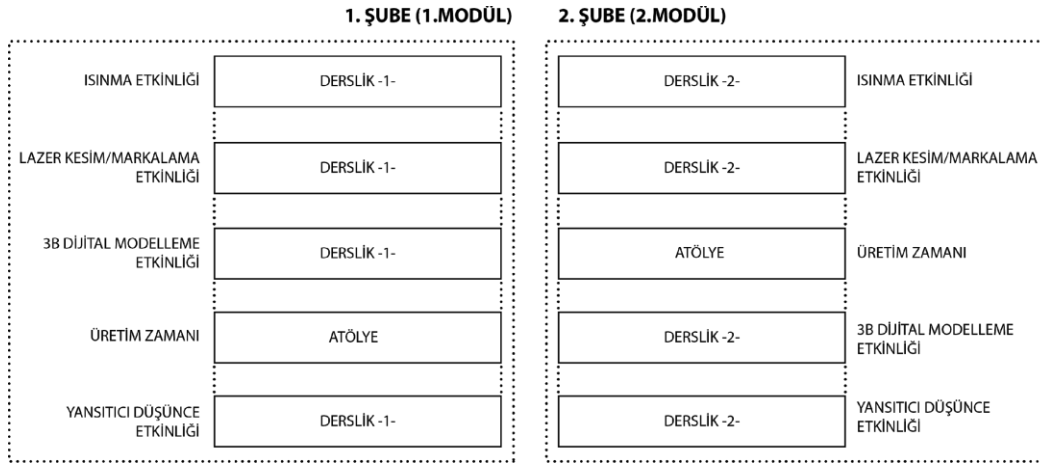 1. ŞUBE (1.MODÜL)
2. ŞUBE (2.MODÜL)
ISINMA ETKİNLİĞİ
DERSLİK -1-
DERSLİK -2-
ISINMA ETKİNLİĞİ
LAZER KESİM/MARKALAMA
ETKİNLİĞİ
DERSLİK -1-
DERSLİK -2-
LAZER KESİM/MARKALAMA
ETKİNLİĞİ
3B DİJİTAL MODELLEME
ETKİNLİĞİ
DERSLİK -1-
ATÖLYE
ÜRETİM ZAMANI
ÜRETİM ZAMANI
ATÖLYE
DERSLİK -2-
3B DİJİTAL MODELLEME
ETKİNLİĞİ
YANSITICI DÜŞÜNCE
ETKİNLİĞİ
DERSLİK -1-
DERSLİK -2-
YANSITICI DÜŞÜNCE
ETKİNLİĞİ